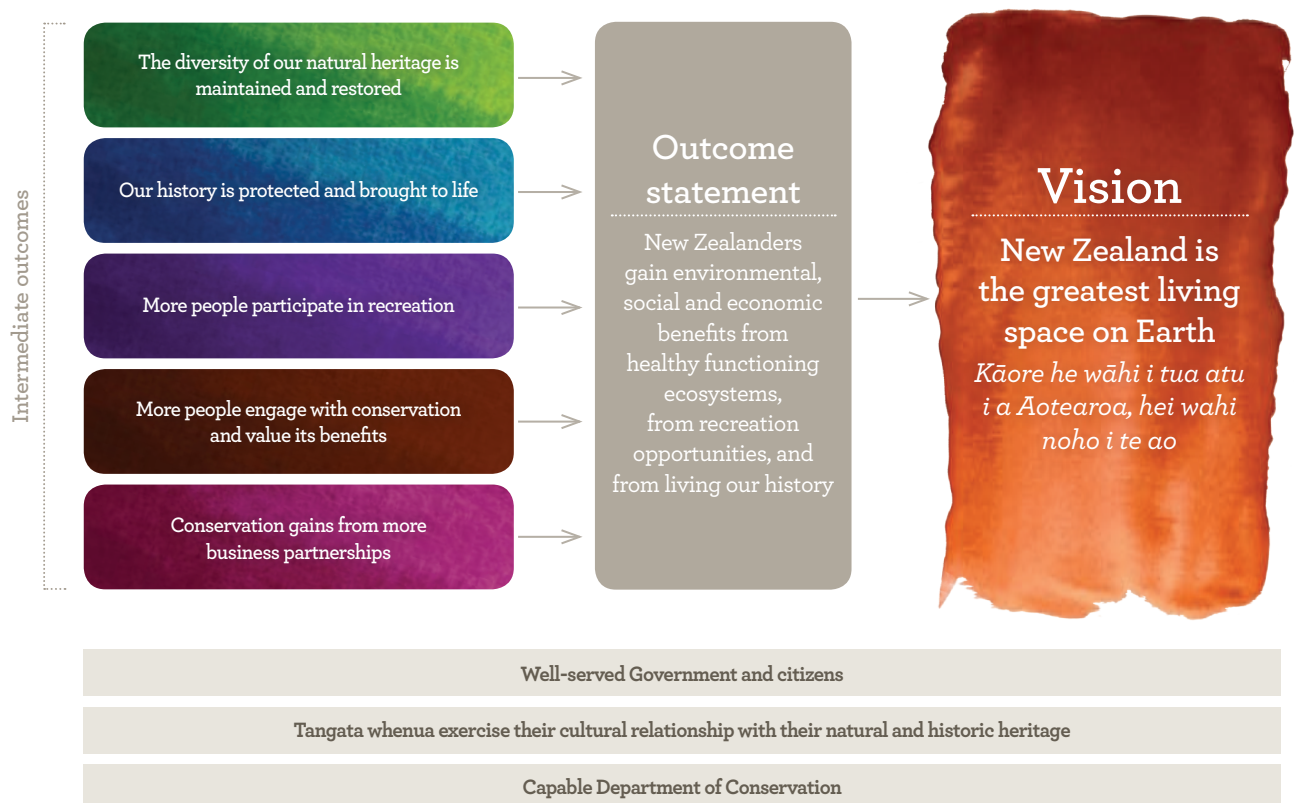 Intermediate outcomes
The diversity of our natural heritage is
maintained and restored
Our history is protected and brought to life
More people participate in recreation
More people engage with conservation
and value its benefits
Conservation gains from more
business partnerships
Outcome
statement
New Zealanders
gain environmental,
social and economic
benefits from
healthy functioning
ecosystems,
from recreation
opportunities, and
from living our history
Vision
New Zealand is
the greatest living
space on Earth
Kāore he wāhi i tua atu
i a Aotearoa, hei wahi
noho i te ao
Well-served Government and citizens
Tangata whenua exercise their cultural relationship with their natural and historic heritage
Capable Department of Conservation